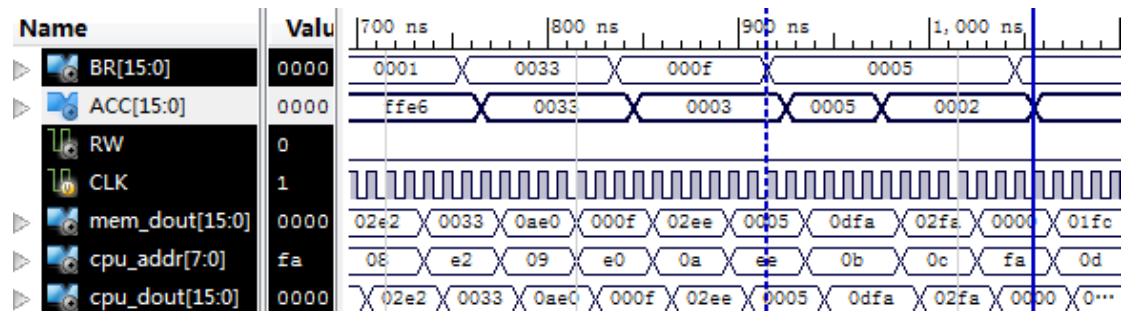 Name Valu 700 ns 800 ns 900 ns 1,000 ns
BR[15:0] 0000 0001 0033 000f 0005
ACC[15:0] 0000 ffe6 0033 0003 0005 0002
RW 0
CLK 1
mem_dout[15:0] 0000 02e2 0033 0ae0 000f 02ee 0005 0dfa 02fa 0000 01fc
cpu_addr[7:0] fa 08 e2 09 e0 0a ee 0b 0c fa 0d
cpu_dout[15:0] 0000 02e2 0033 0ae0 000f 02ee 0005 0dfa 02fa 0000 0…